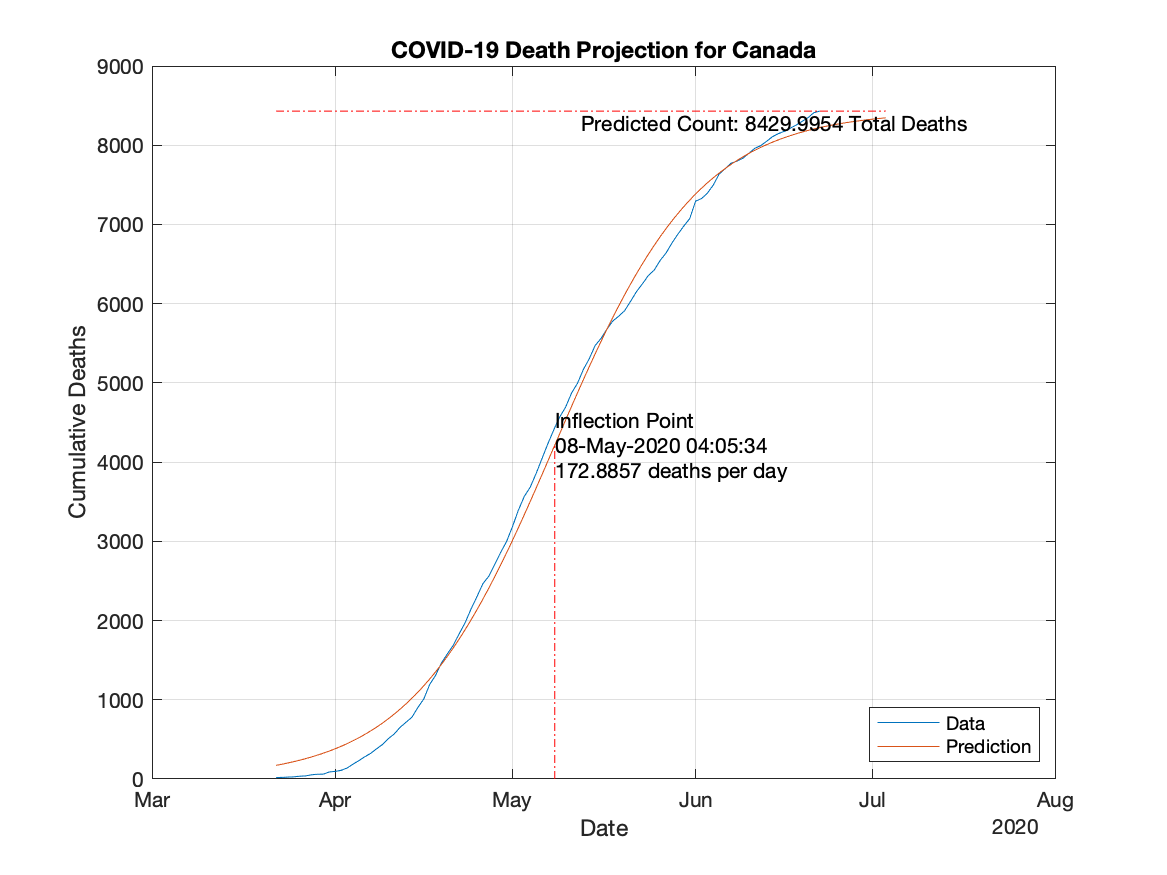 COVID-19 Death Projection for Canada
9000
8000
7000
6000
5000
4000
3000
2000
1000
0
Cumulative Deaths
Predicted Count: 8429.9954 Total Deaths
Inflection Point
08-May-2020 04:05:34
172.8857 deaths per day
Data
Prediction
Mar Apr May Jun Jul Aug
Date
2020